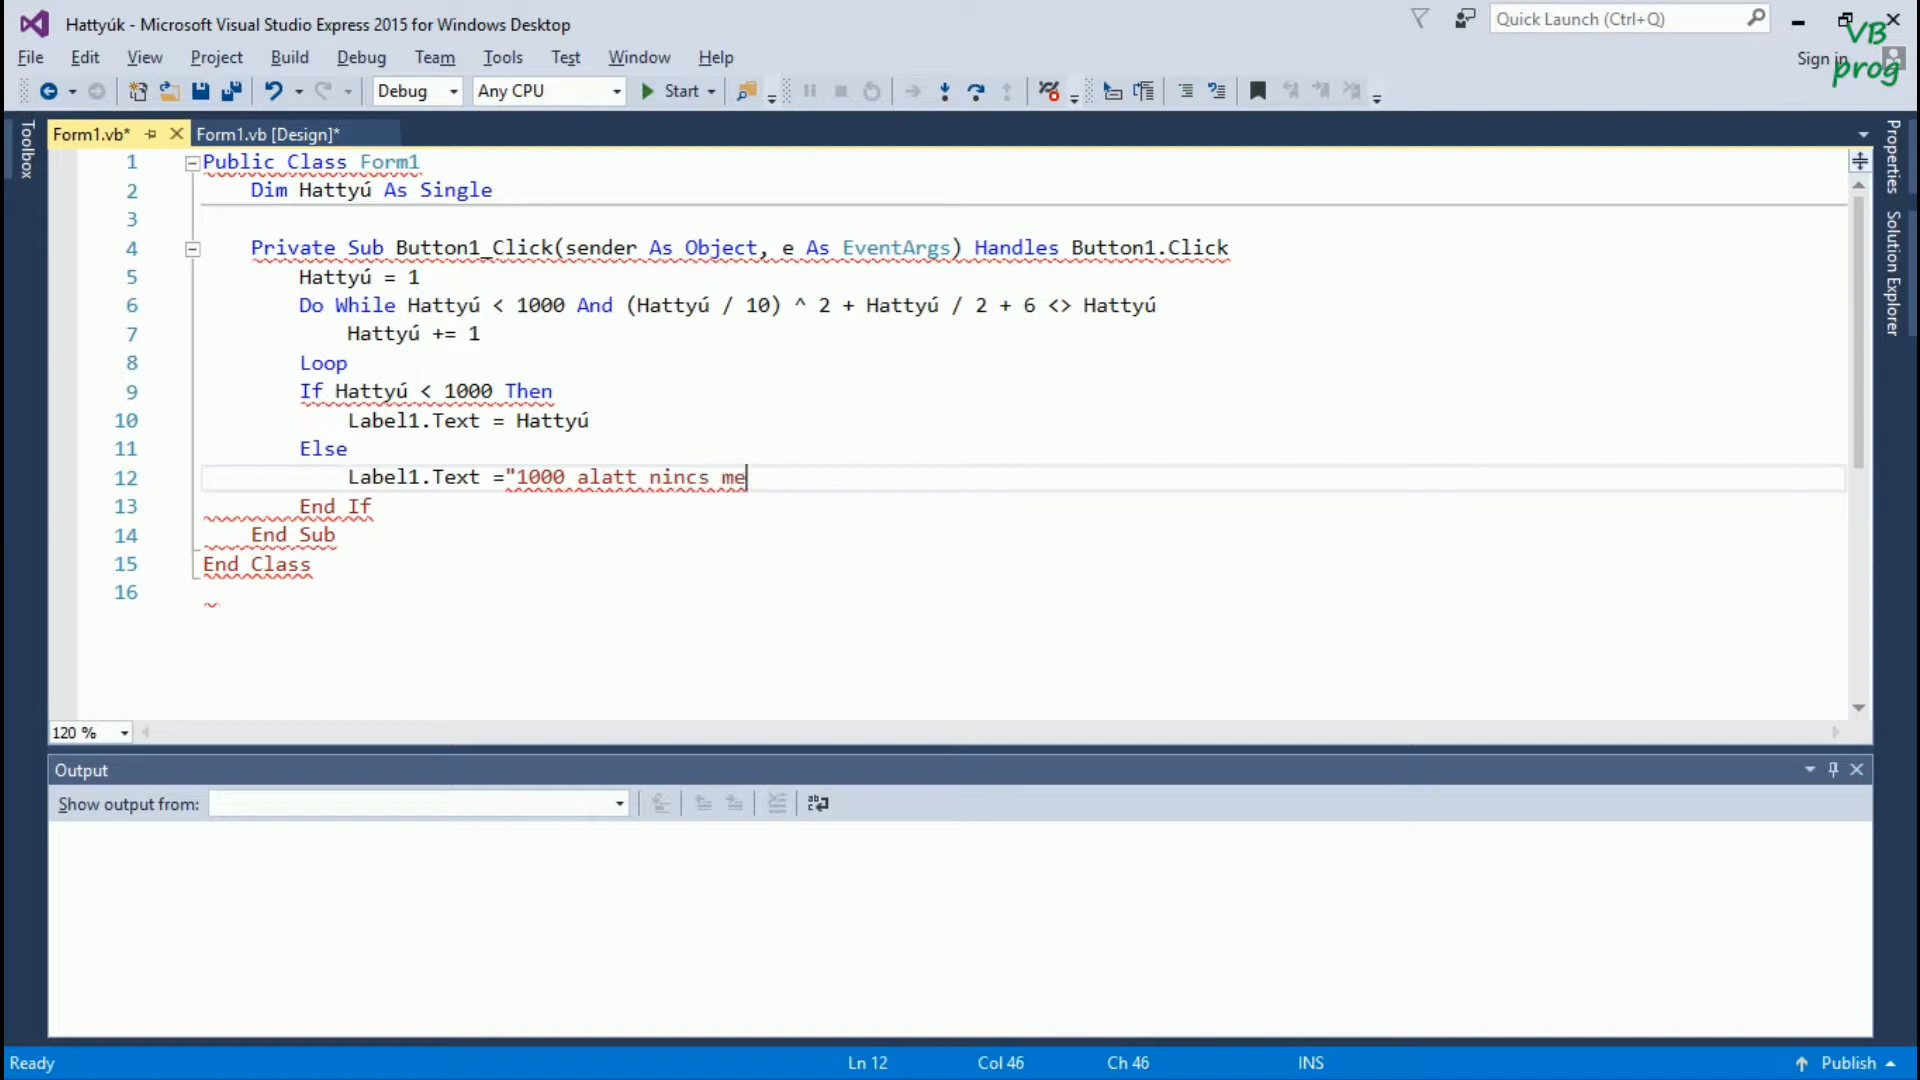 Hattyúk - Microsoft Visual Studio Express 2015 for Windows Desktop
Quick Launch (Ctrl+Q)
VB
prog
File Edit View Project Build Debug Team Tools Test Window Help
Sign in
Debug Any CPU Start
Toolbox
Form1.vb* Form1.vb [Design]*
Properties
Solution Explorer
1 Public Class Form1
2 Dim Hattyú As Single
3
4 Private Sub Button1_Click(sender As Object, e As EventArgs) Handles Button1.Click
5 Hattyú = 1
6 Do While Hattyú < 1000 And (Hattyú / 10) ^ 2 + Hattyú / 2 + 6 <> Hattyú
7 Hattyú += 1
8 Loop
9 If Hattyú < 1000 Then
10 Label1.Text = Hattyú
11 Else
12 Label1.Text ="1000 alatt nincs me
13 End If
14 End Sub
15 End Class
16
120 %
Output
Show output from:
Ready Ln 12 Col 46 Ch 46 INS Publish